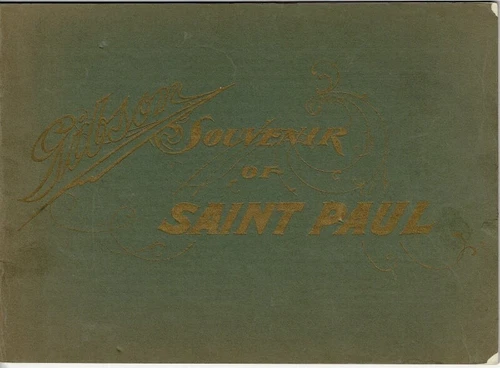 SOUVENIR
OF
SAINT PAUL